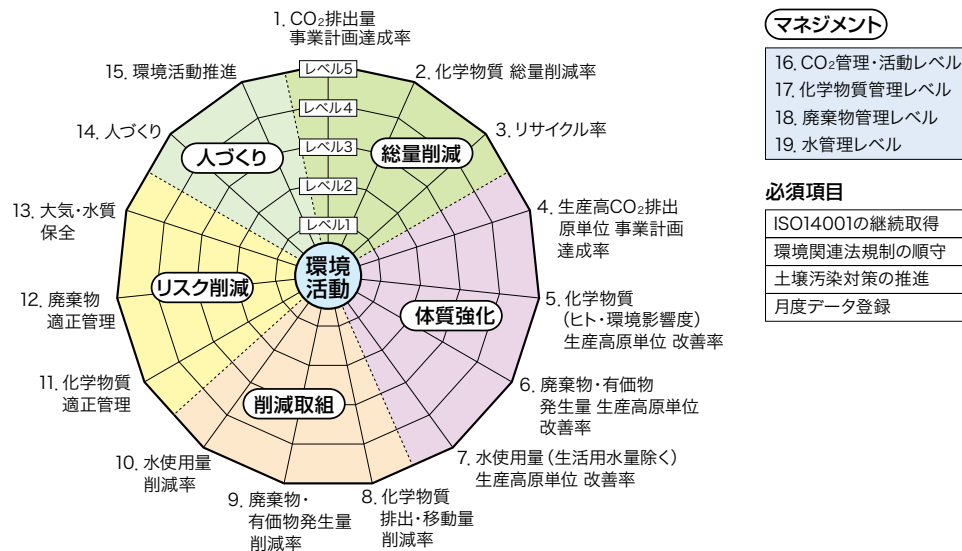 1. CO₂排出量
事業計画達成率
2. 化学物質 総量削減率
3. リサイクル率
4. 生産高CO₂排出
原単位 事業計画
達成率
5. 化学物質
(ヒト・環境影響度)
生産高原単位 改善率
6. 廃棄物・有価物
発生量 生産高原単位
改善率
7. 水使用量(生活用水量除く)
生産高原単位 改善率
8. 化学物質
排出・移動量
削減率
9. 廃棄物・
有価物発生量
削減率
10. 水使用量
削減率
11. 化学物質
適正管理
12. 廃棄物
適正管理
13. 大気・水質
保全
14. 人づくり
15. 環境活動推進
レベル5
レベル4
レベル3
レベル2
レベル1
人づくり
総量削減
リスク削減
環境
活動
体質強化
削減取組
マネジメント
16. CO₂管理・活動レベル
17. 化学物質管理レベル
18. 廃棄物管理レベル
19. 水管理レベル
必須項目
ISO14001の継続取得
環境関連法規制の順守
土壌汚染対策の推進
月度データ登録